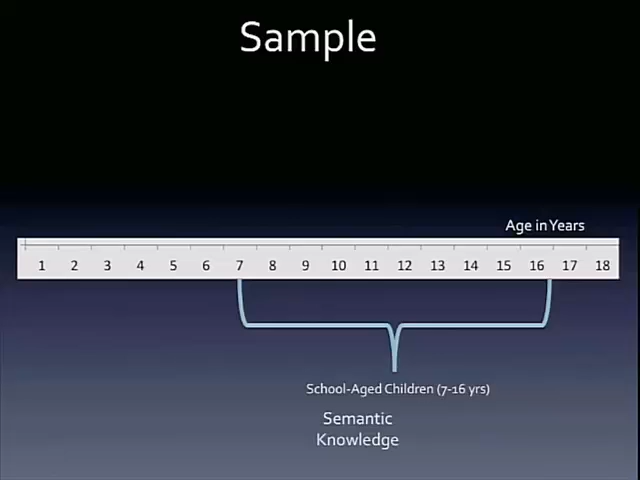 Sample
Age in Years
1 2 3 4 5 6 7 8 9 10 11 12 13 14 15 16 17 18
School-Aged Children (7-16 yrs)
Semantic
Knowledge